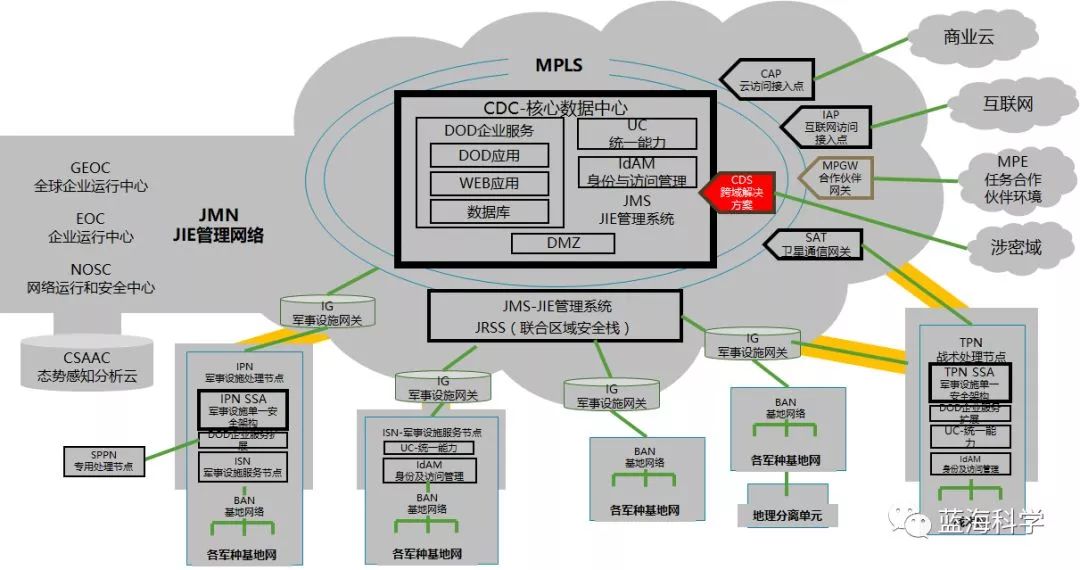 MPLS
CDC-核心数据中心
DOD企业服务
DOD应用
WEB应用
数据库
UC
统一能力
IdAM
身份与访问管理
JMS
JIE管理系统
DMZ
CAP
云访问接入点
IAP
互联网访问
接入点
MPGW
合作伙伴
网关
CDS
跨域解决
方案
SAT
卫星通信网关
商业云
互联网
MPE
任务合作
伙伴环境
涉密域
GEOC
全球企业运行中心
EOC
企业运行中心
NOSC
网络运行和安全中心
JMN
JIE管理网络
CSAAC
态势感知分析云
JMS-JIE管理系统
JRSS（联合区域安全栈）
IG
军事设施网关
IPN
军事设施处理节点
IPN SSA
军事设施单一安
全架构
DOD企业服务扩
展
ISN
军事设施服务节点
BAN
基地网络
各军种基地网
SPPN
专用处理节点
IG
军事设施网关
ISN-军事设施服务节点
UC-统一能力
IdAM
身份及访问管理
BAN
基地网络
各军种基地网
IG
军事设施网关
BAN
基地网络
各军种基地网
IG
军事设施网关
BAN
基地网络
各军种基地网
地理分离单元
TPN
战术处理节点
TPN SSA
军事设施单一
安全架构
DOD企业服务
扩展
UC-统一能
力
IdAM
身份及访问管理
蓝海科学